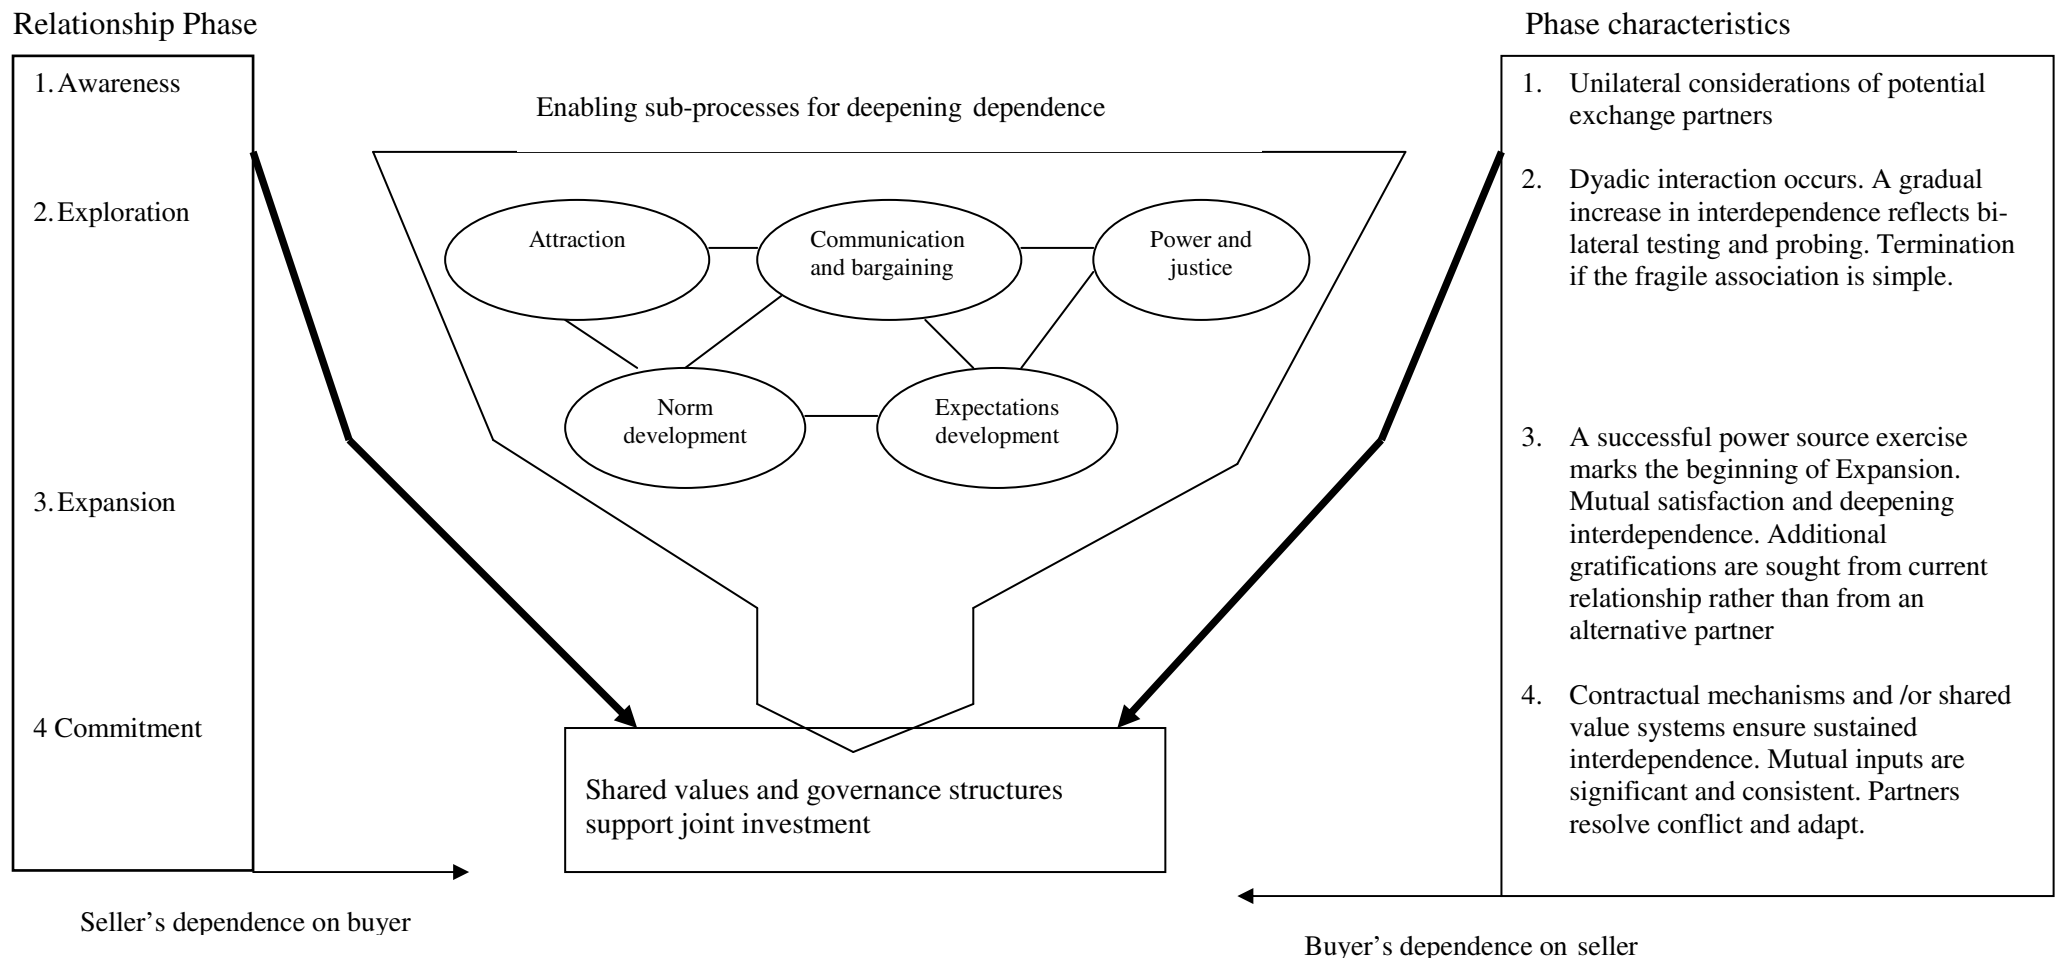 Relationship Phase
1. Awareness
2. Exploration
3. Expansion
4 Commitment
Seller's dependence on buyer
Enabling sub-processes for deepening dependence
Attraction
Communication
and bargaining
Power and
justice
Norm
development
Expectations
development
Shared values and governance structures
support joint investment
Phase characteristics
1. Unilateral considerations of potential
exchange partners
2. Dyadic interaction occurs. A gradual
increase in interdependence reflects bi-
lateral testing and probing. Termination
if the fragile association is simple.
3. A successful power source exercise
marks the beginning of Expansion.
Mutual satisfaction and deepening
interdependence. Additional
gratifications are sought from current
relationship rather than from an
alternative partner
4. Contractual mechanisms and /or shared
value systems ensure sustained
interdependence. Mutual inputs are
significant and consistent. Partners
resolve conflict and adapt.
Buyer's dependence on seller